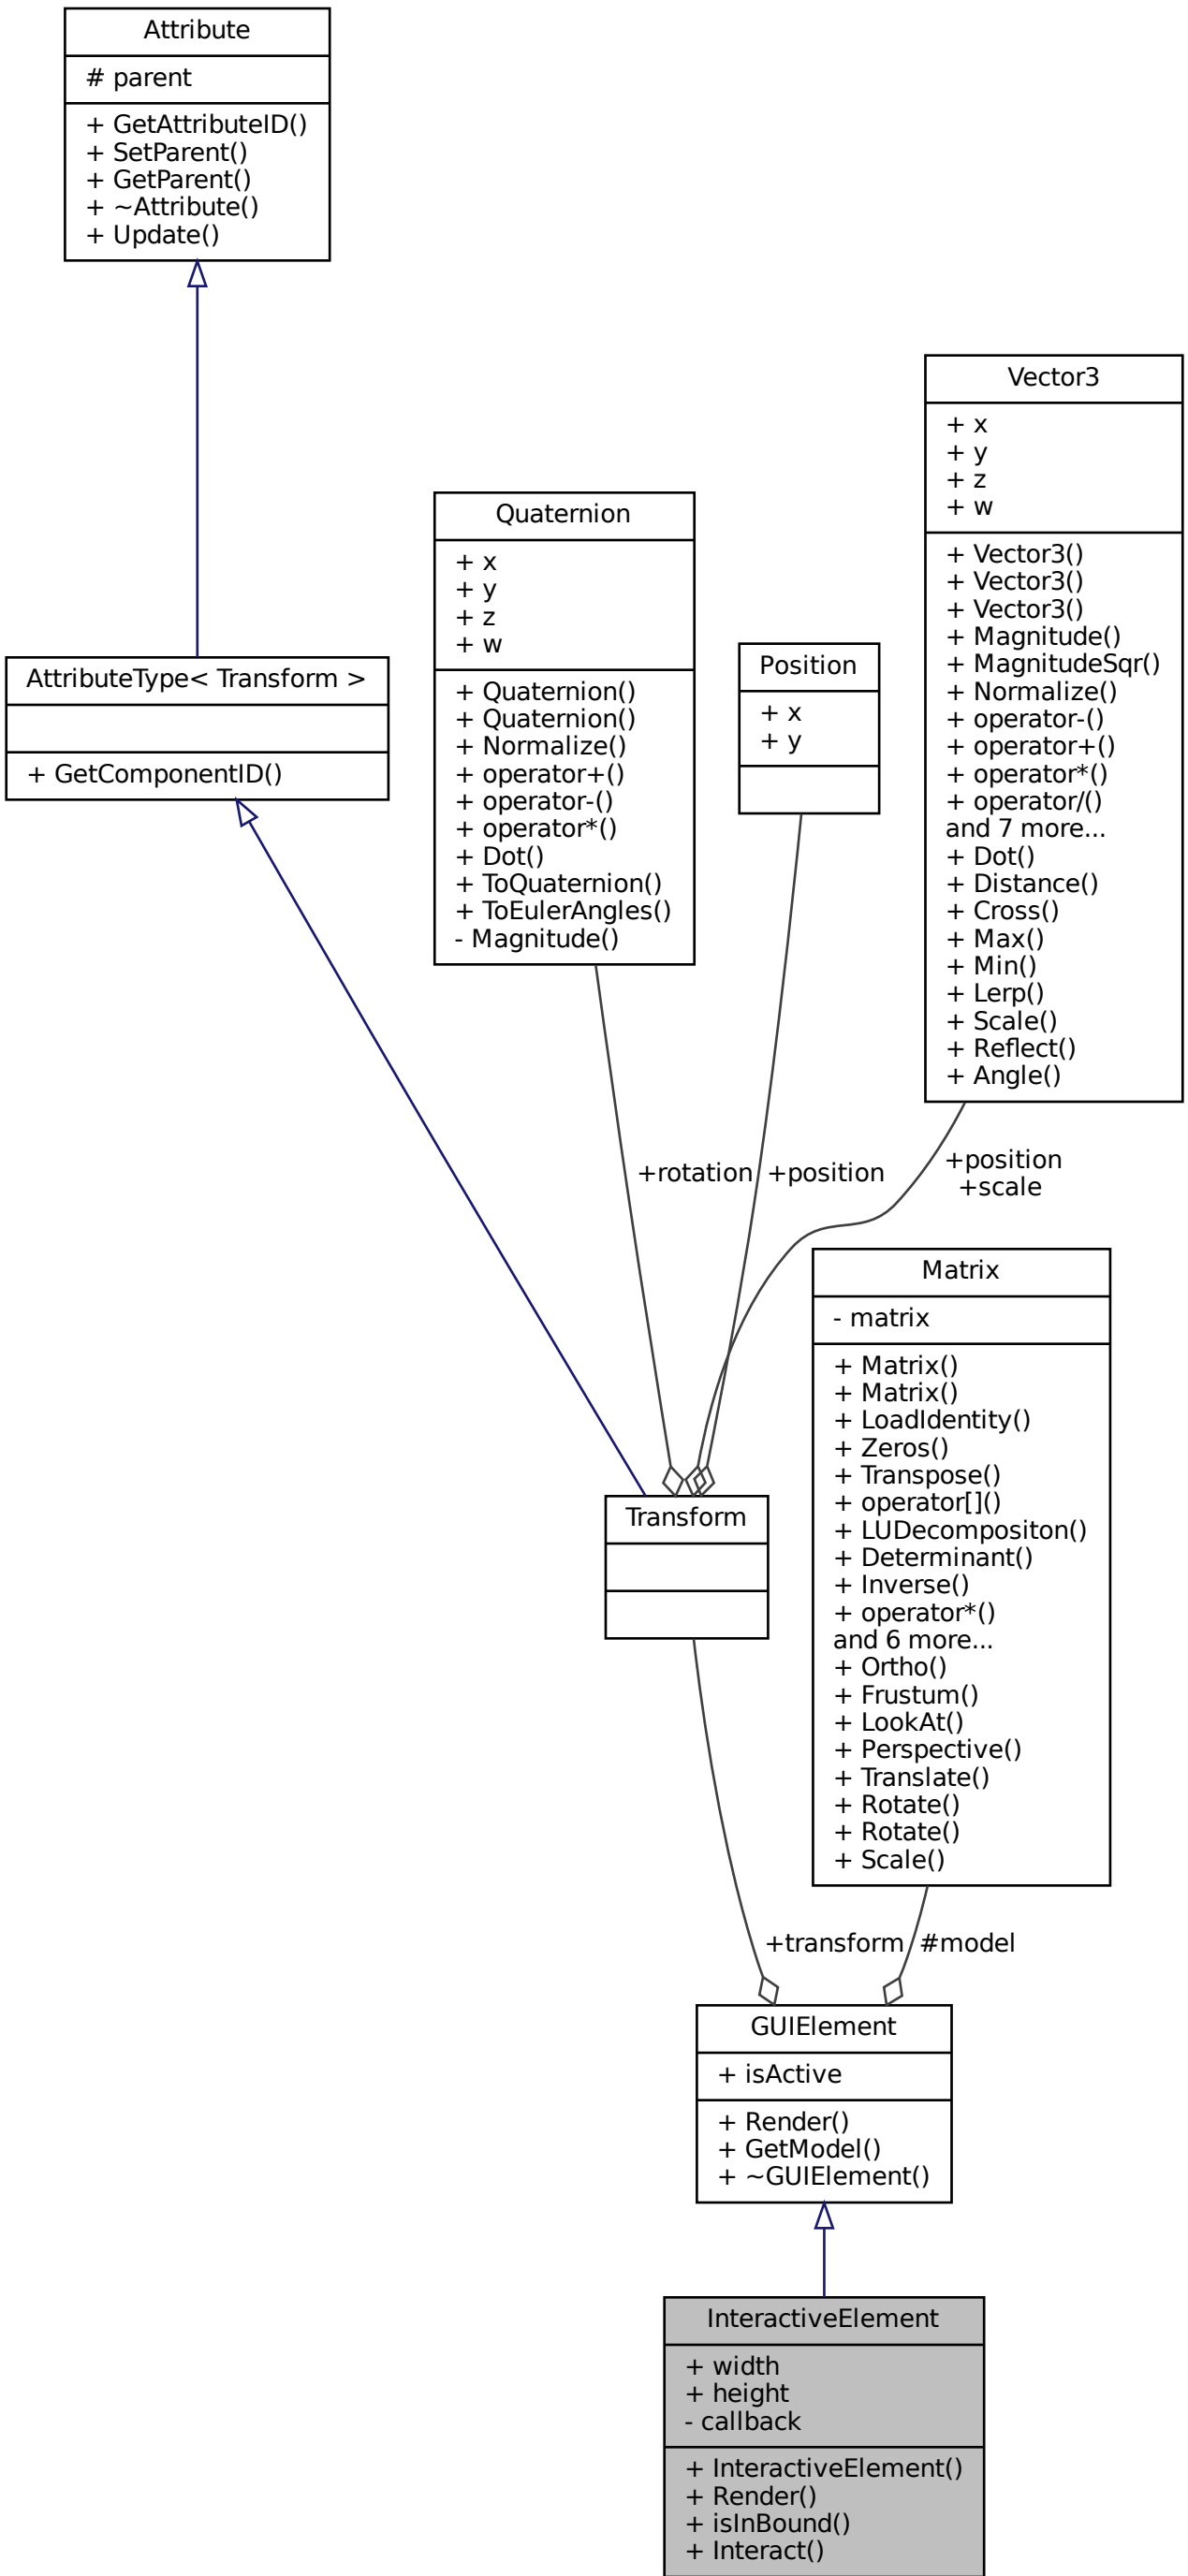 Attribute
# parent
+ GetAttributeID()
+ SetParent()
+ GetParent()
+ ~Attribute()
+ Update()
Vector3
+ x
+ y
+ z
+ w
+ Vector3()
+ Vector3()
+ Vector3()
+ Magnitude()
+ MagnitudeSqr()
+ Normalize()
+ operator-()
+ operator+()
+ operator*()
+ operator/()
and 7 more...
+ Dot()
+ Distance()
+ Cross()
+ Max()
+ Min()
+ Lerp()
+ Scale()
+ Reflect()
+ Angle()
Quaternion
+ x
+ y
+ z
+ w
+ Quaternion()
+ Quaternion()
+ Normalize()
+ operator+()
+ operator-()
+ operator*()
+ Dot()
+ ToQuaternion()
+ ToEulerAngles()
- Magnitude()
Position
+ x
+ y
AttributeType< Transform >
+ GetComponentID()
+rotation
+position
+position
+scale
Matrix
- matrix
+ Matrix()
+ Matrix()
+ LoadIdentity()
+ Zeros()
+ Transpose()
+ operator[]()
+ LUDecompositon()
+ Determinant()
+ Inverse()
+ operator*()
and 6 more...
+ Ortho()
+ Frustum()
+ LookAt()
+ Perspective()
+ Translate()
+ Rotate()
+ Rotate()
+ Scale()
Transform
+transform
#model
GUIElement
+ isActive
+ Render()
+ GetModel()
+ ~GUIElement()
InteractiveElement
+ width
+ height
- callback
+ InteractiveElement()
+ Render()
+ isInBound()
+ Interact()